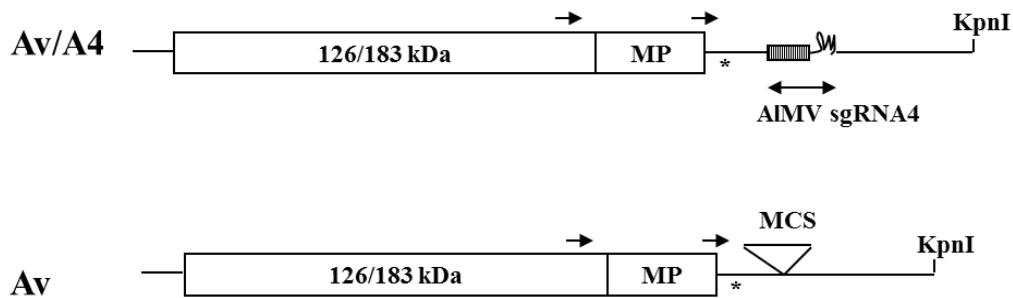 KpnI
Av/A4
126/183 kDa
MP
*
AlMV sgRNA4
MCS
KpnI
126/183 kDa
MP
*
Av